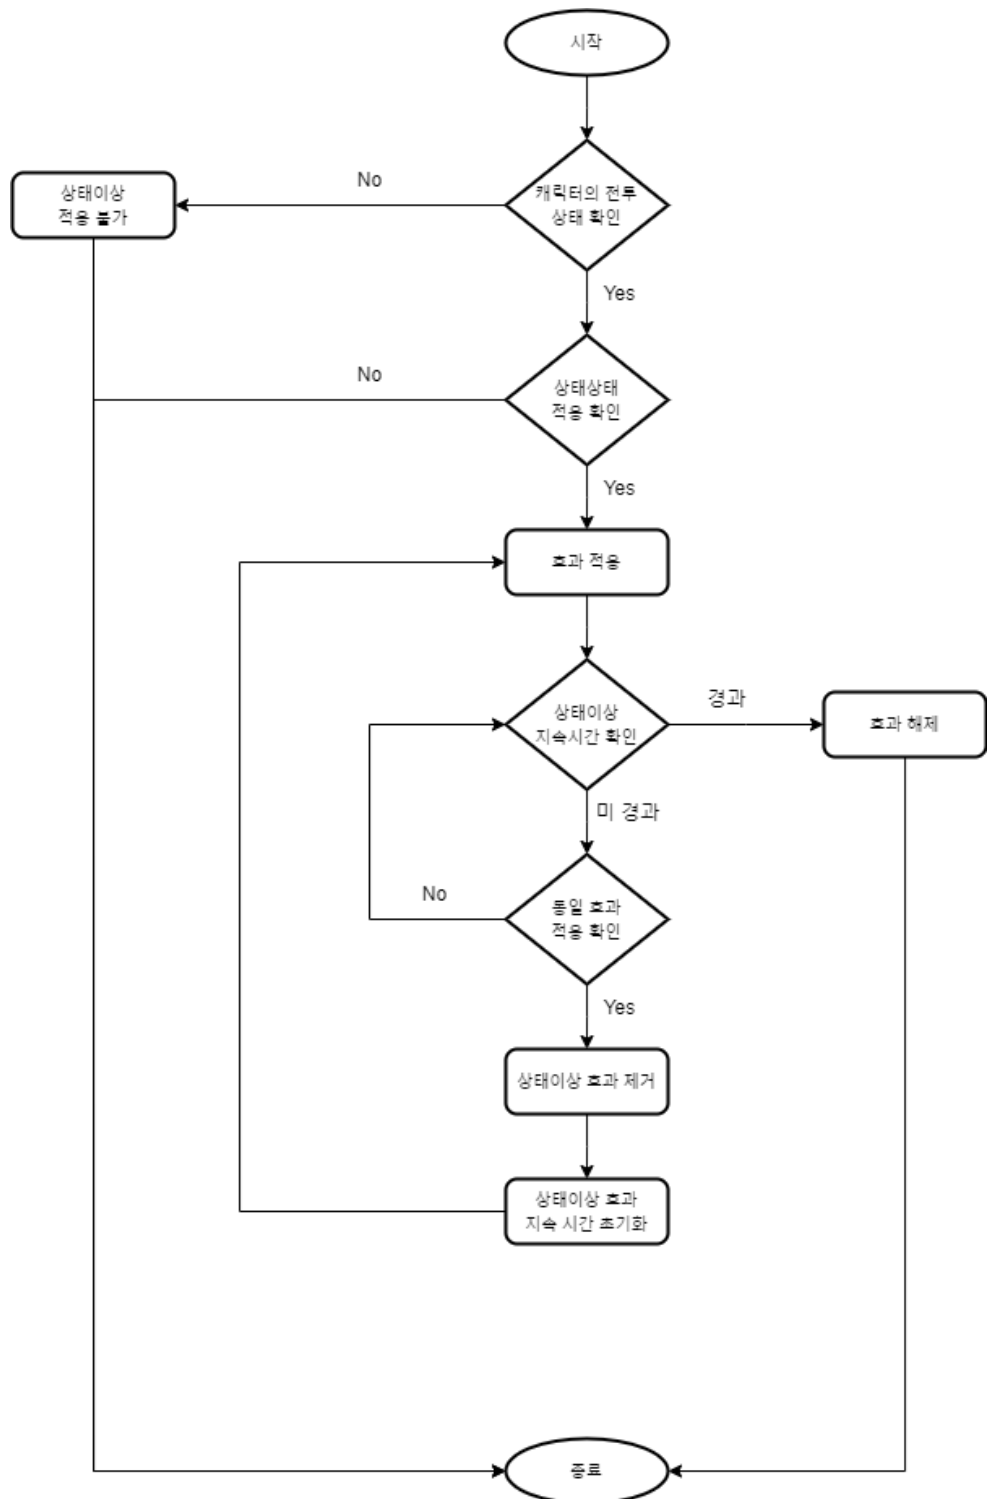 시작
No
상태이상
적용 불가
캐릭터의 전투
상태 확인
Yes
No
상태상태
적용 확인
Yes
효과 적용
상태이상
지속시간 확인
경과
효과 해제
미 경과
No
동일 효과
적용 확인
Yes
상태이상 효과 제거
상태이상 효과
지속 시간 초기화
종료